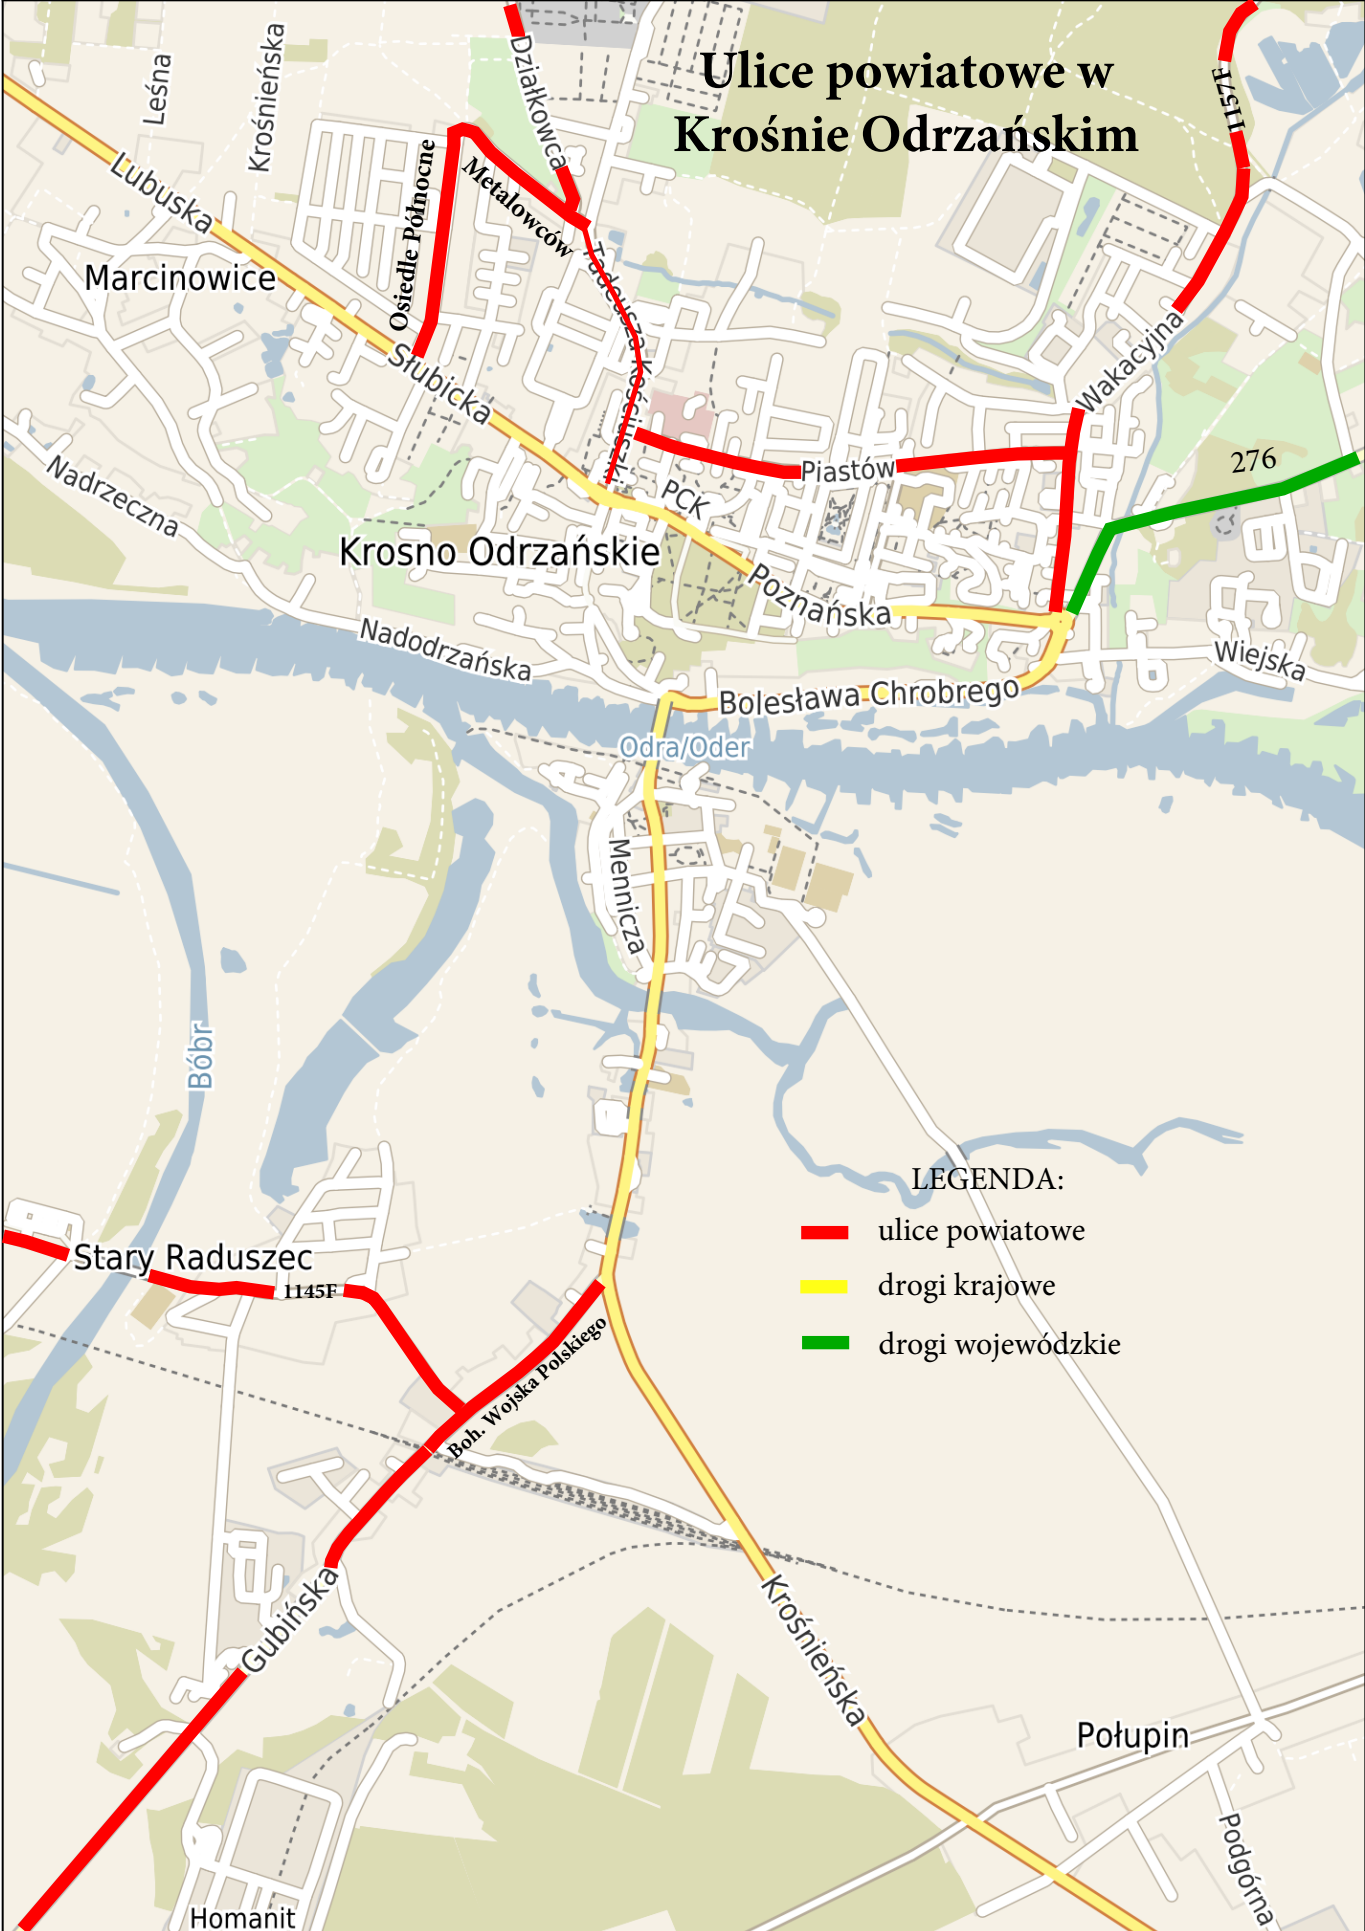 Ulice powiatowe w
Krośnie Odrzańskim
Leśna
Krośnieńska
Działkowca
1157F
Lubuska
Osiedle Północne
Metalowców
Marcinowice
Tadeusza Kościuszki
Słubicka
Wakacyjna
Piastów
276
Nadrzeczna
PCK
Krosno Odrzańskie
Poznańska
Nadodrzańska
Wiejska
Bolesława Chrobrego
Odra/Oder
Mennicza
Bóbr
LEGENDA:
ulice powiatowe
drogi krajowe
drogi wojewódzkie
Stary Raduszec
1145F
Boh. Wojska Polskiego
Gubińska
Krośnieńska
Połupin
Podgórna
Homanit